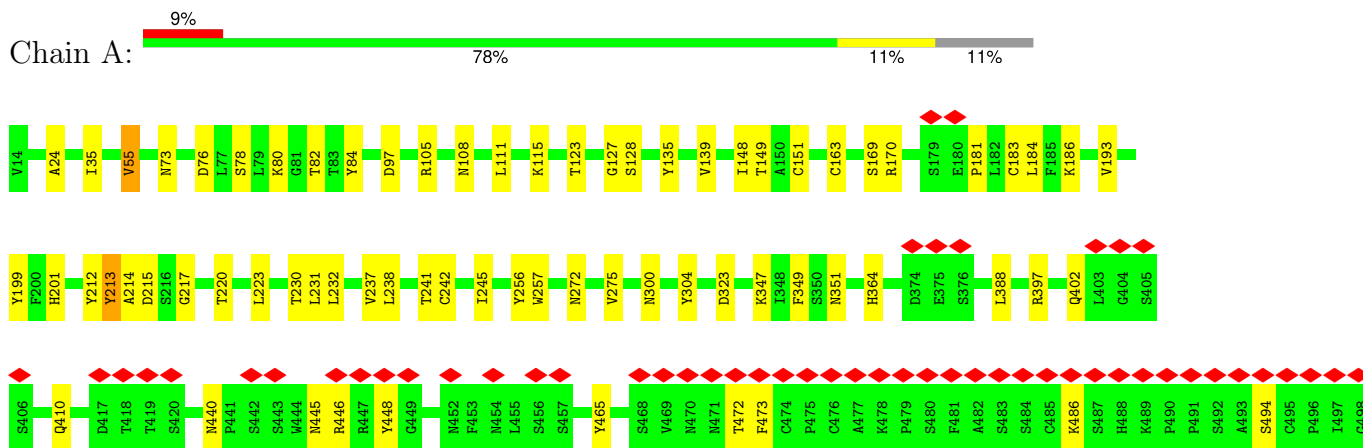 9%
Chain A:
78% 11% 11%
V14 A24 I35 V55 N73 D76 L77 S78 L79 K80 G81 T82 T83 Y84 D97 R105 N108 L111 K115 T123 G127 S128 Y135 V139 I148 T149 A150 C151 C163 S169 R170 S179 E180 P181 L182 C183 L184 F185 K186 V193
Y199 F200 H201 Y212 Y213 A214 D215 S216 G217 T220 L223 T230 L231 L232 V237 L238 T241 C242 I245 Y256 W257 N272 V275 N300 Y304 D323 K347 I348 F349 S350 N351 H364 D374 E375 S376 L388 R397 Q402 L403 G404 S405
S406 Q410 D417 T418 T419 S420 N440 P441 S442 S443 W444 N445 R446 R447 Y448 G449 N452 F453 N454 L455 S456 S457 Y465 S468 V469 N470 N471 T472 F473 C474 P475 C476 A477 K478 P479 S480 F481 A482 S483 S484 C485 K486 S487 H488 K489 P490 P491 S492 A493 S494 C495 P496 I497